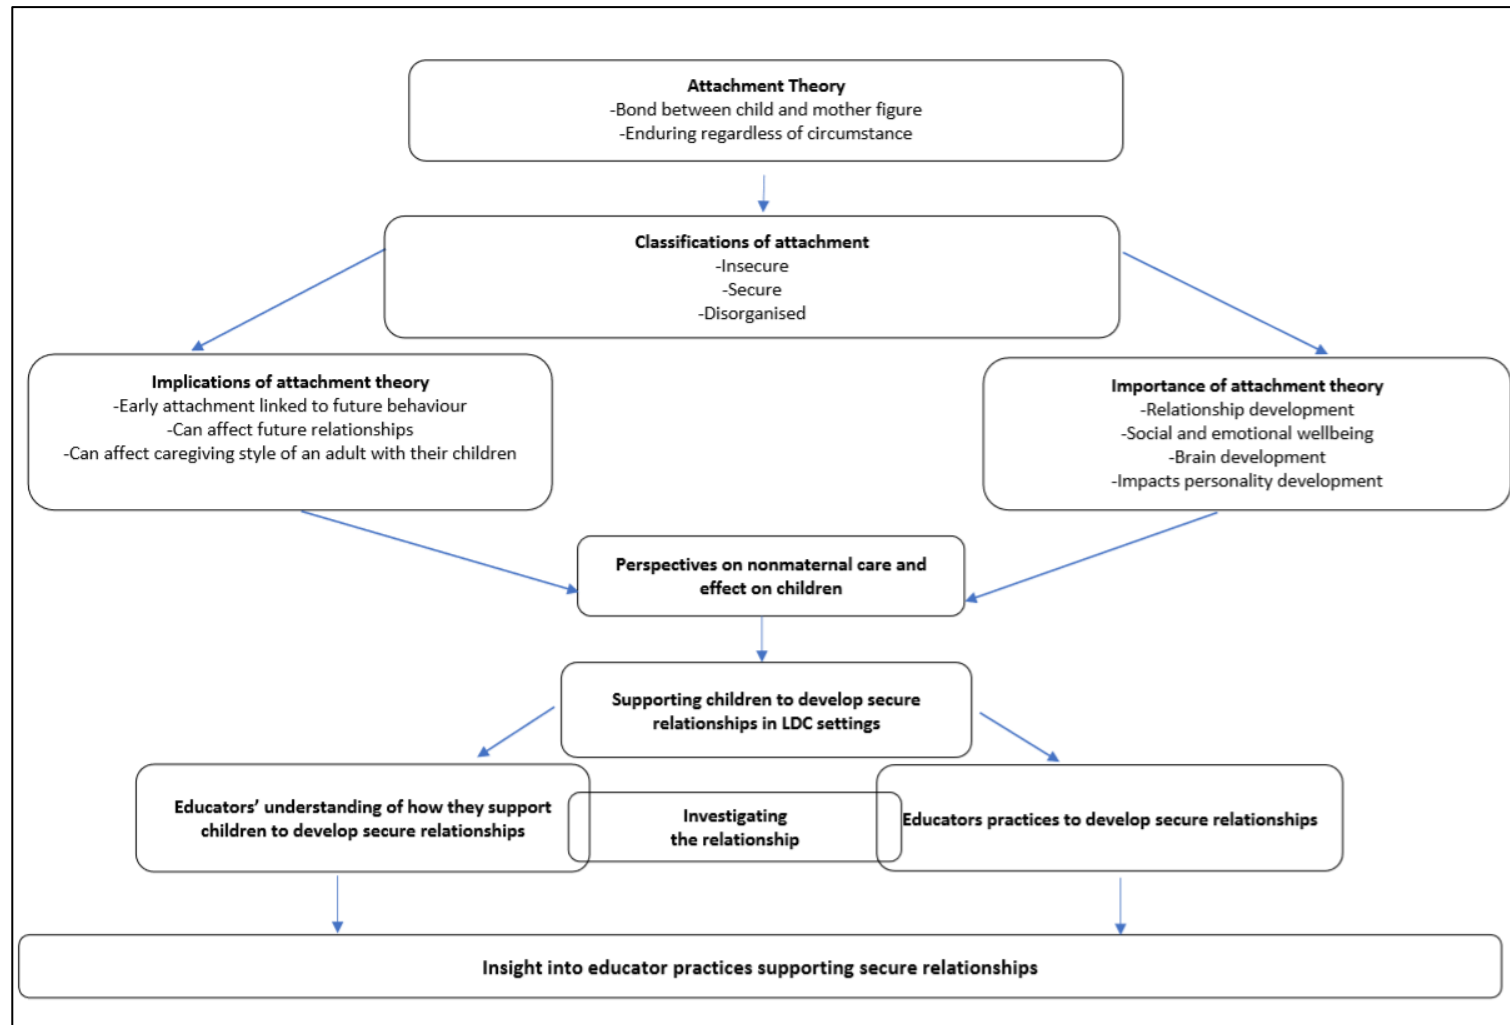 Attachment Theory
-Bond between child and mother figure
-Enduring regardless of circumstance
Classifications of attachment
-Insecure
-Secure
-Disorganised
Implications of attachment theory
-Early attachment linked to future behaviour
-Can affect future relationships
-Can affect caregiving style of an adult with their children
Importance of attachment theory
-Relationship development
-Social and emotional wellbeing
-Brain development
-Impacts personality development
Perspectives on nonmaternal care and
effect on children
Supporting children to develop secure
relationships in LDC settings
Educators’ understanding of how they support
children to develop secure relationships
Investigating
the relationship
Educators practices to develop secure relationships
Insight into educator practices supporting secure relationships